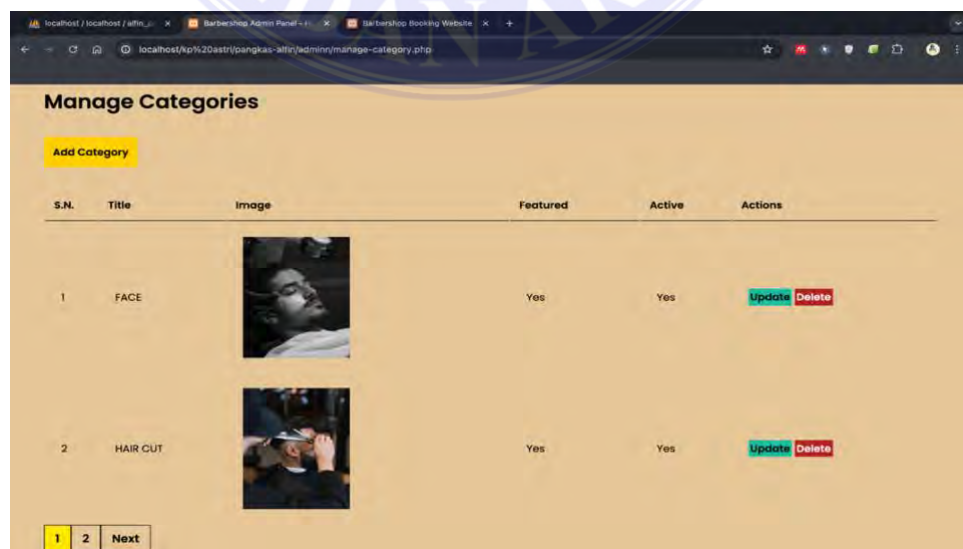 localhost / localhost / alfin_
Barbershop Admin Panel -
Barbershop Booking Website
localhost/kp%20astri/pangkas-alfin/adminn/manage-category.php
Manage Categories
Add Category
S.N. Title Image Featured Active Actions
1 FACE Yes Yes Update Delete
2 HAIR CUT Yes Yes Update Delete
1 2 Next